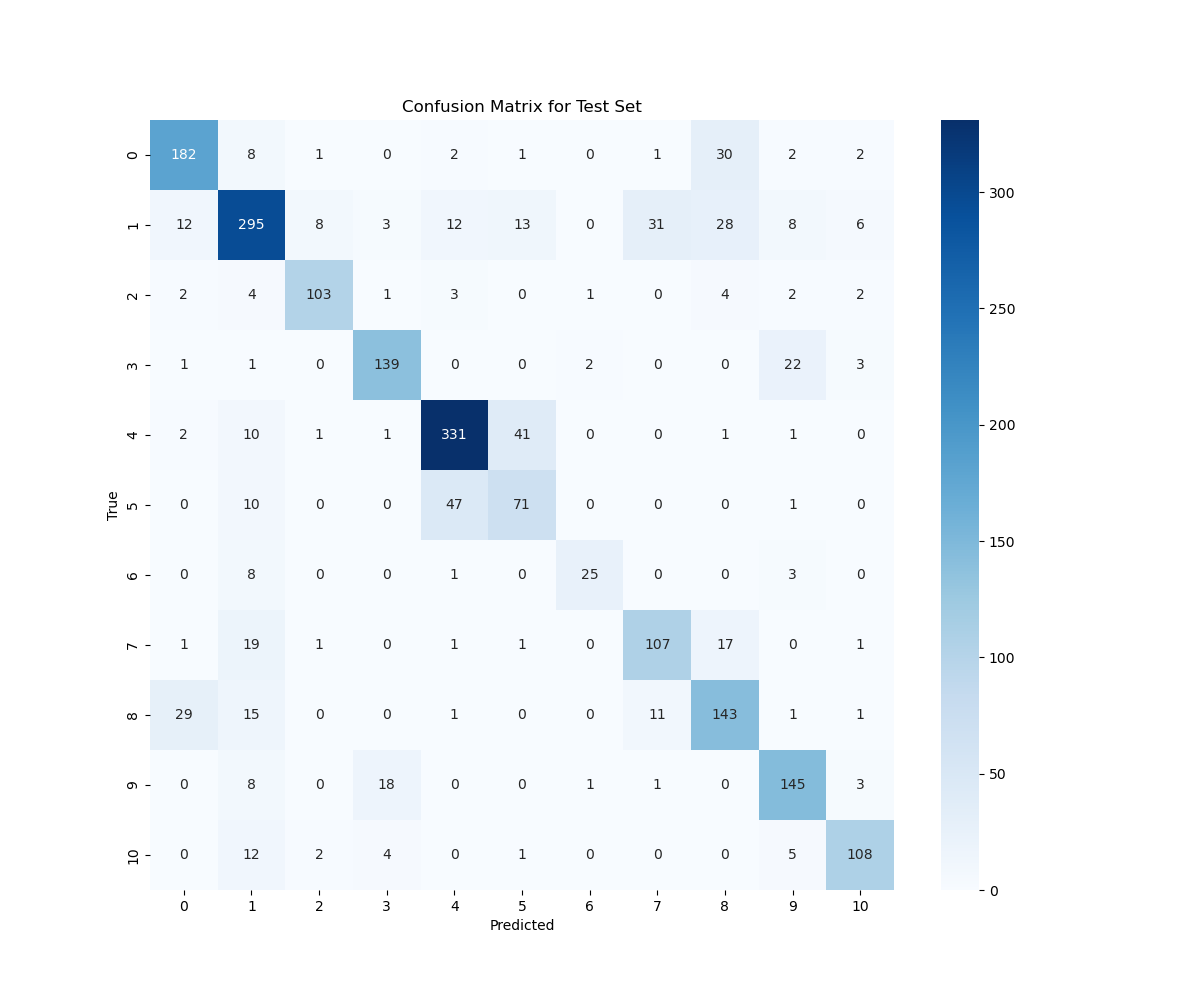 Confusion Matrix for Test Set
0 182 8 1 0 2 1 0 1 30 2 2
1 12 295 8 3 12 13 0 31 28 8 6
2 2 4 103 1 3 0 1 0 4 2 2
3 1 1 0 139 0 0 2 0 0 22 3
4 2 10 1 1 331 41 0 0 1 1 0
5 0 10 0 0 47 71 0 0 0 1 0
6 0 8 0 0 1 0 25 0 0 3 0
7 1 19 1 0 1 1 0 107 17 0 1
8 29 15 0 0 1 0 0 11 143 1 1
9 0 8 0 18 0 0 1 1 0 145 3
10 0 12 2 4 0 1 0 0 0 5 108
0 1 2 3 4 5 6 7 8 9 10
Predicted
True
300
250
200
150
100
50
0